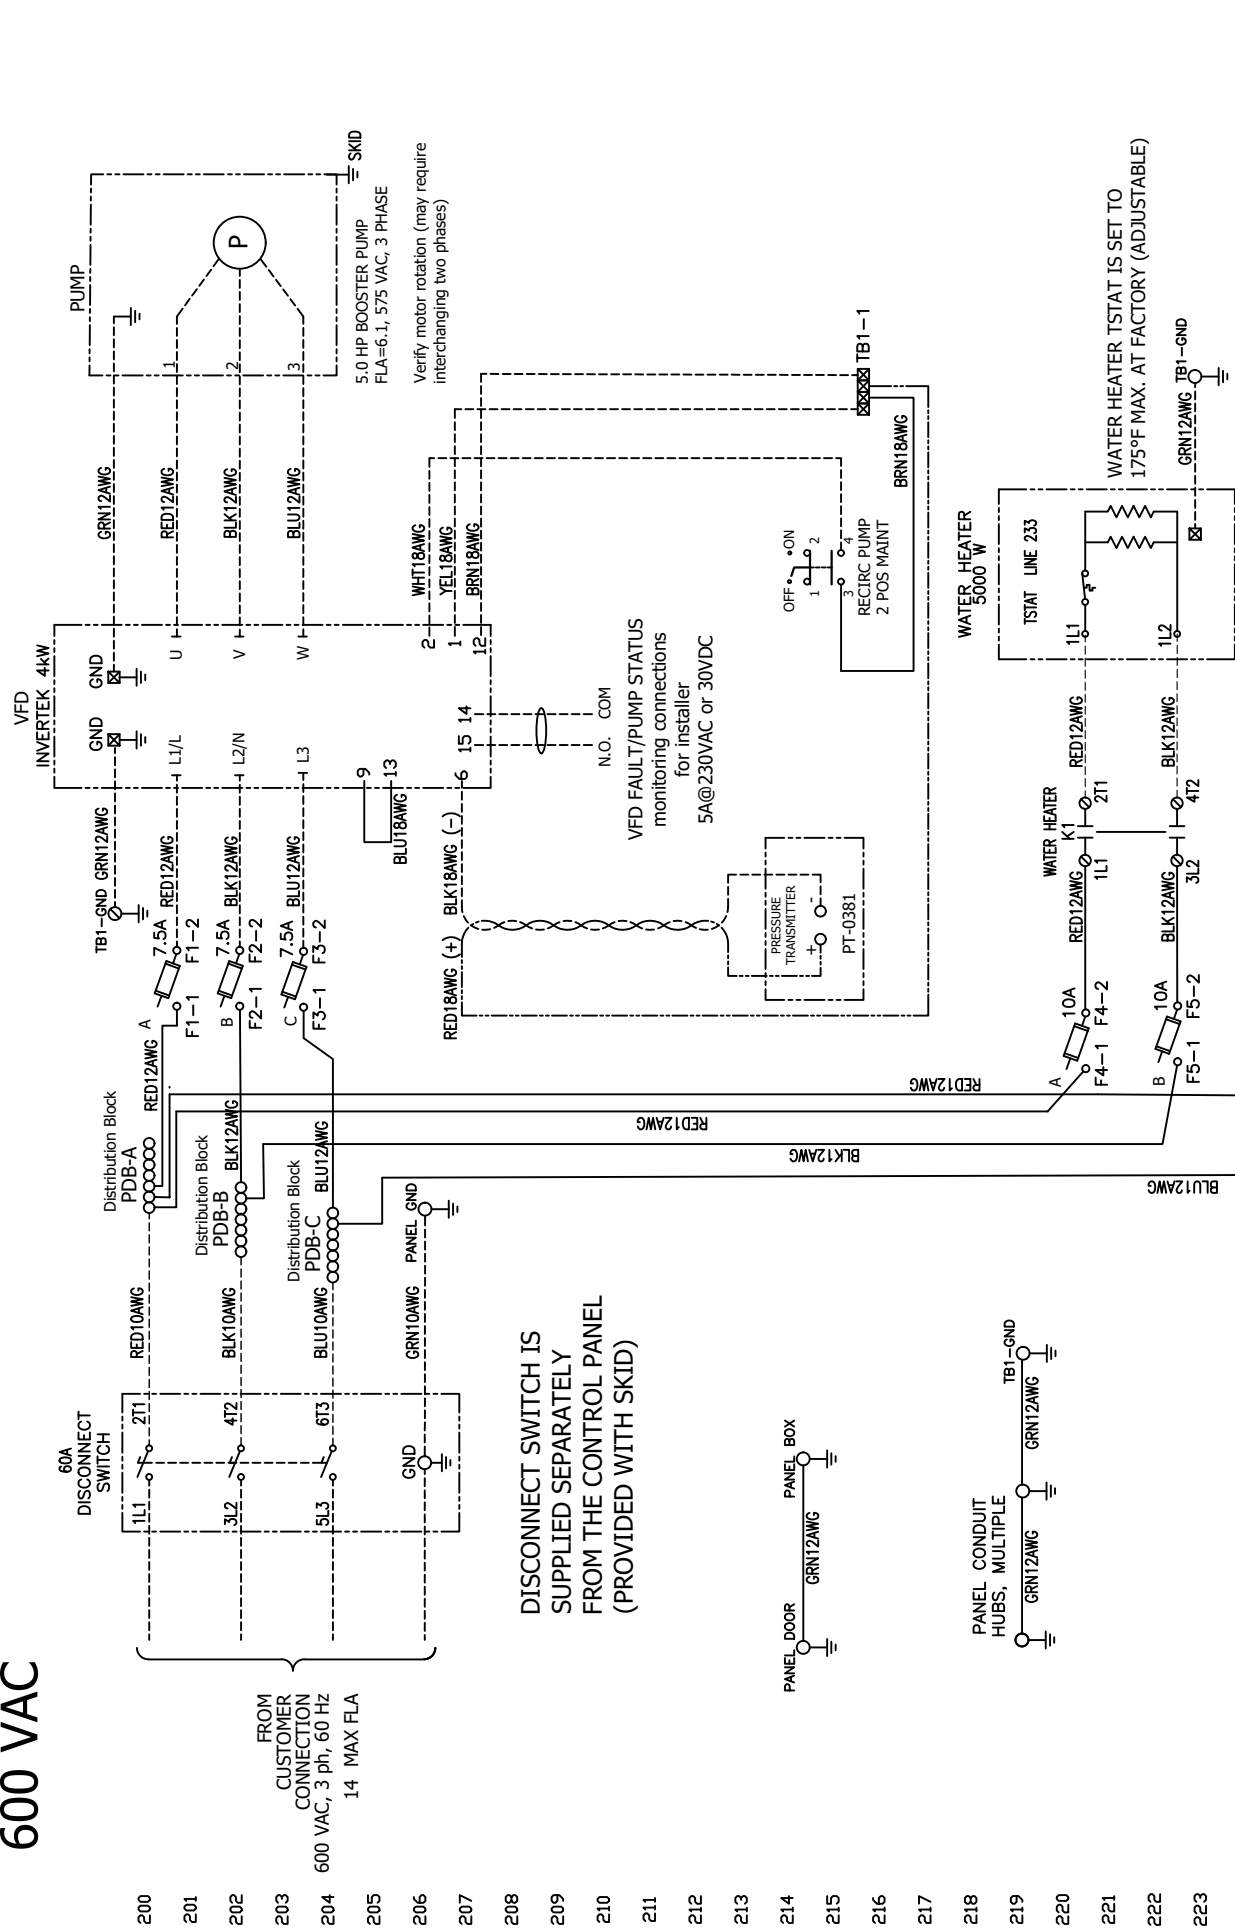 600 VAC
200
201
202
203
204
205
206
207
208
209
210
211
212
213
214
215
216
217
218
219
220
221
222
223
FROM
CUSTOMER
CONNECTION
600 VAC, 3 ph, 60 Hz
14 MAX FLA
60A
DISCONNECT
SWITCH
1L1
2T1
3L2
4T2
5L3
6T3
GND
RED10AWG
BLK10AWG
BLU10AWG
GRN10AWG
PANEL GND
DISCONNECT SWITCH IS
SUPPLIED SEPARATELY
FROM THE CONTROL PANEL
(PROVIDED WITH SKID)
Distribution Block
PDB-A
Distribution Block
PDB-B
Distribution Block
PDB-C
RED12AWG
BLK12AWG
BLU12AWG
A
F1-1
7.5A
F1-2
B
F2-1
7.5A
F2-2
C
F3-1
7.5A
F3-2
TB1-GND
GRN12AWG
RED12AWG
BLK12AWG
BLU12AWG
VFD
INVERTEK 4kW
GND
GND
L1/L
U
L2/N
V
L3
W
9
13
BLU18AWG
6
15
14
2
1
12
GRN12AWG
RED12AWG
BLK12AWG
BLU12AWG
PUMP
1
2
3
P
SKID
5.0 HP BOOSTER PUMP
FLA=6.1, 575 VAC, 3 PHASE
Verify motor rotation (may require
interchanging two phases)
WHT18AWG
YEL18AWG
BRN18AWG
N.O.
COM
VFD FAULT/PUMP STATUS
monitoring connections
for installer
5A@230VAC or 30VDC
RED18AWG (+)
BLK18AWG (-)
PRESSURE
TRANSMITTER
+
-
PT-0381
OFF
ON
1
2
3
4
RECIRC PUMP
2 POS MAINT
BRN18AWG
TB1-1
RED12AWG
RED12AWG
BLK12AWG
BLU12AWG
A
F4-1
10A
F4-2
B
F5-1
10A
F5-2
RED12AWG
BLK12AWG
WATER HEATER
K1
1L1
2T1
3L2
4T2
RED12AWG
BLK12AWG
WATER HEATER
5000 W
TSTAT LINE 233
1L1
1L2
WATER HEATER TSTAT IS SET TO
175°F MAX. AT FACTORY (ADJUSTABLE)
GRN12AWG
TB1-GND
PANEL DOOR
GRN12AWG
PANEL BOX
PANEL CONDUIT
HUBS, MULTIPLE
GRN12AWG
GRN12AWG
TB1-GND